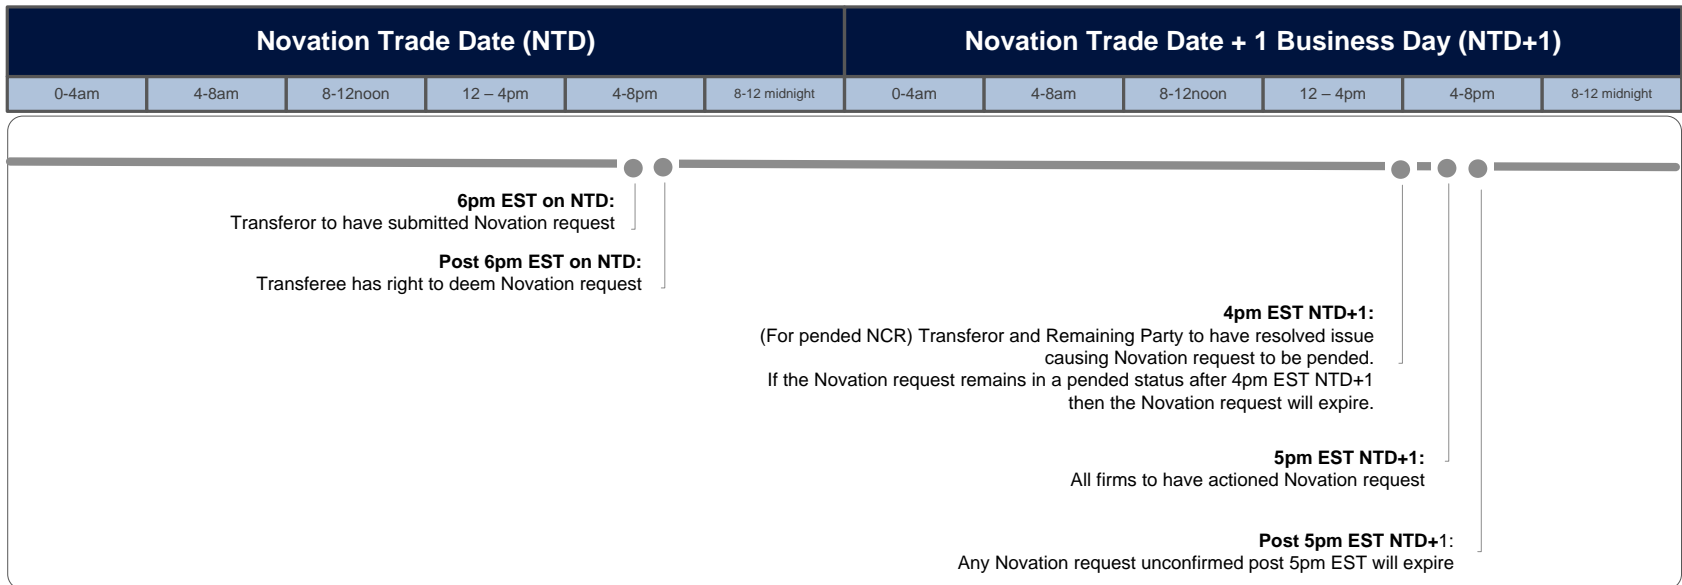 Novation Trade Date (NTD)
Novation Trade Date + 1 Business Day (NTD+1)
0-4am
4-8am
8-12noon
12 – 4pm
4-8pm
8-12 midnight
0-4am
4-8am
8-12noon
12 – 4pm
4-8pm
8-12 midnight
6pm EST on NTD:
Transferor to have submitted Novation request
Post 6pm EST on NTD:
Transferee has right to deem Novation request
4pm EST NTD+1:
(For pended NCR) Transferor and Remaining Party to have resolved issue
causing Novation request to be pended.
If the Novation request remains in a pended status after 4pm EST NTD+1
then the Novation request will expire.
5pm EST NTD+1:
All firms to have actioned Novation request
Post 5pm EST NTD+1:
Any Novation request unconfirmed post 5pm EST will expire